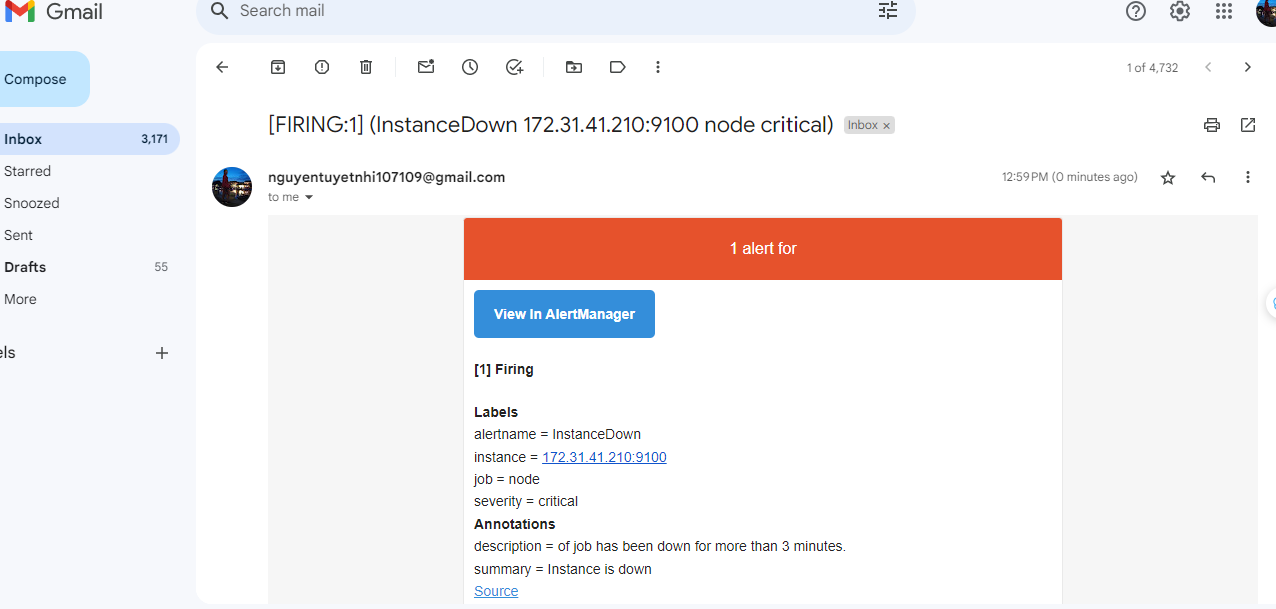 Gmail
Search mail
Compose
Inbox 3,171
Starred
Snoozed
Sent
Drafts 55
More
els
1 of 4,732
[FIRING:1] (InstanceDown 172.31.41.210:9100 node critical) Inbox ×
nguyentuyetnhi107109@gmail.com
12:59 PM (0 minutes ago)
to me
1 alert for
View In AlertManager
[1] Firing
Labels
alertname = InstanceDown
instance = 172.31.41.210:9100
job = node
severity = critical
Annotations
description = of job has been down for more than 3 minutes.
summary = Instance is down
Source